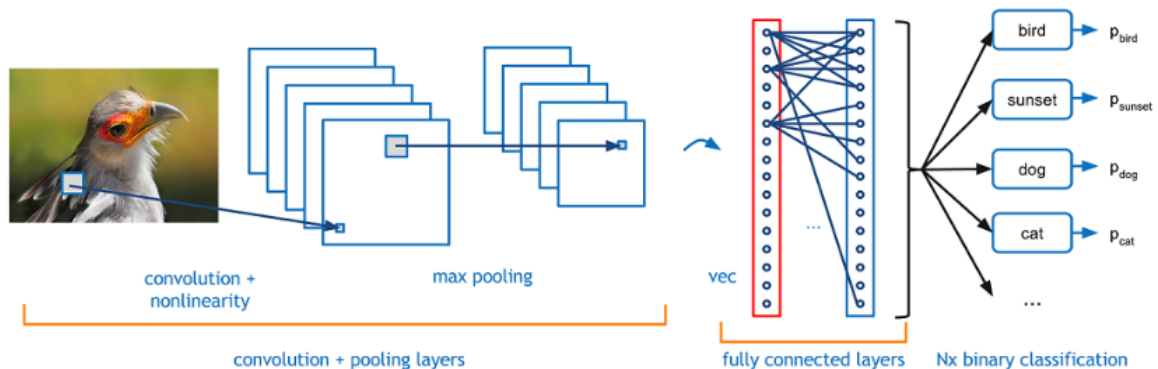 bird
p_bird
sunset
p_sunset
dog
p_dog
cat
p_cat
...
...
convolution +
nonlinearity
max pooling
vec
convolution + pooling layers
fully connected layers
Nx binary classification